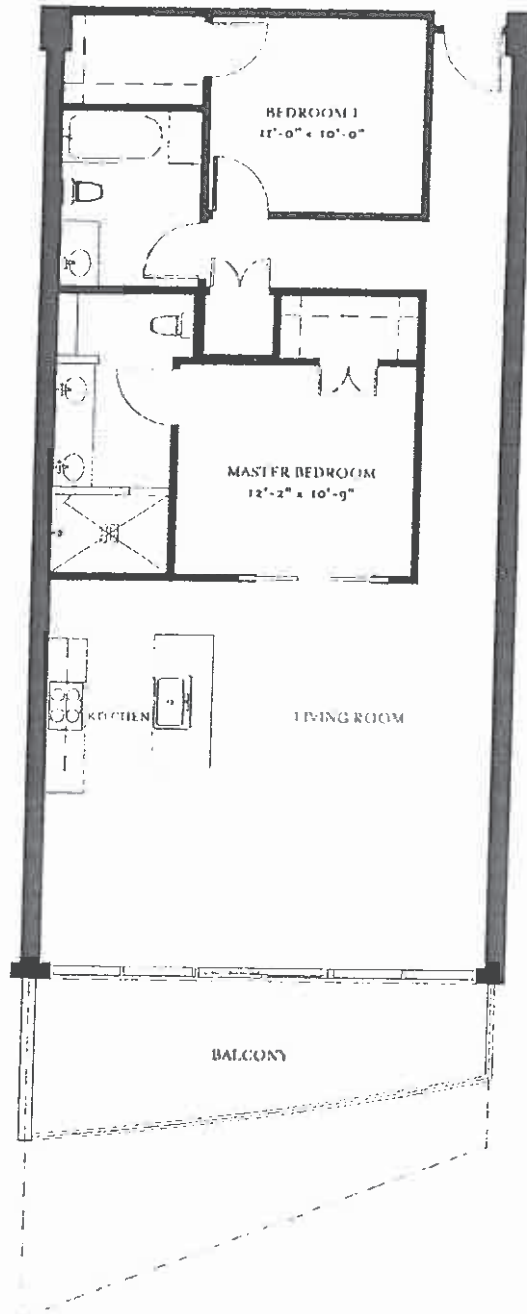 BEDROOM 1
11'-0" x 10'-0"
MASTER BEDROOM
12'-2" x 10'-9"
KITCHEN
LIVING ROOM
BALCONY